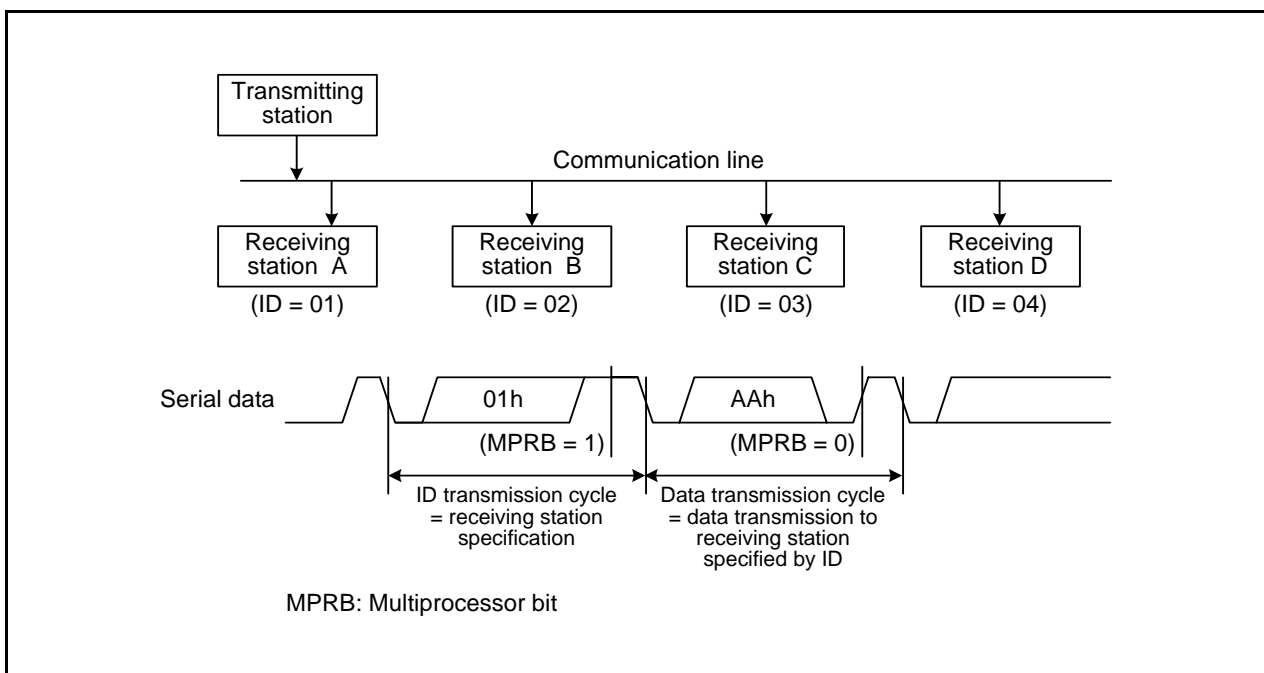 Transmitting
station
Communication line
Receiving
station A
Receiving
station B
Receiving
station C
Receiving
station D
(ID = 01)
(ID = 02)
(ID = 03)
(ID = 04)
Serial data
01h
AAh
(MPRB = 1)
(MPRB = 0)
ID transmission cycle
= receiving station
specification
Data transmission cycle
= data transmission to
receiving station
specified by ID
MPRB: Multiprocessor bit